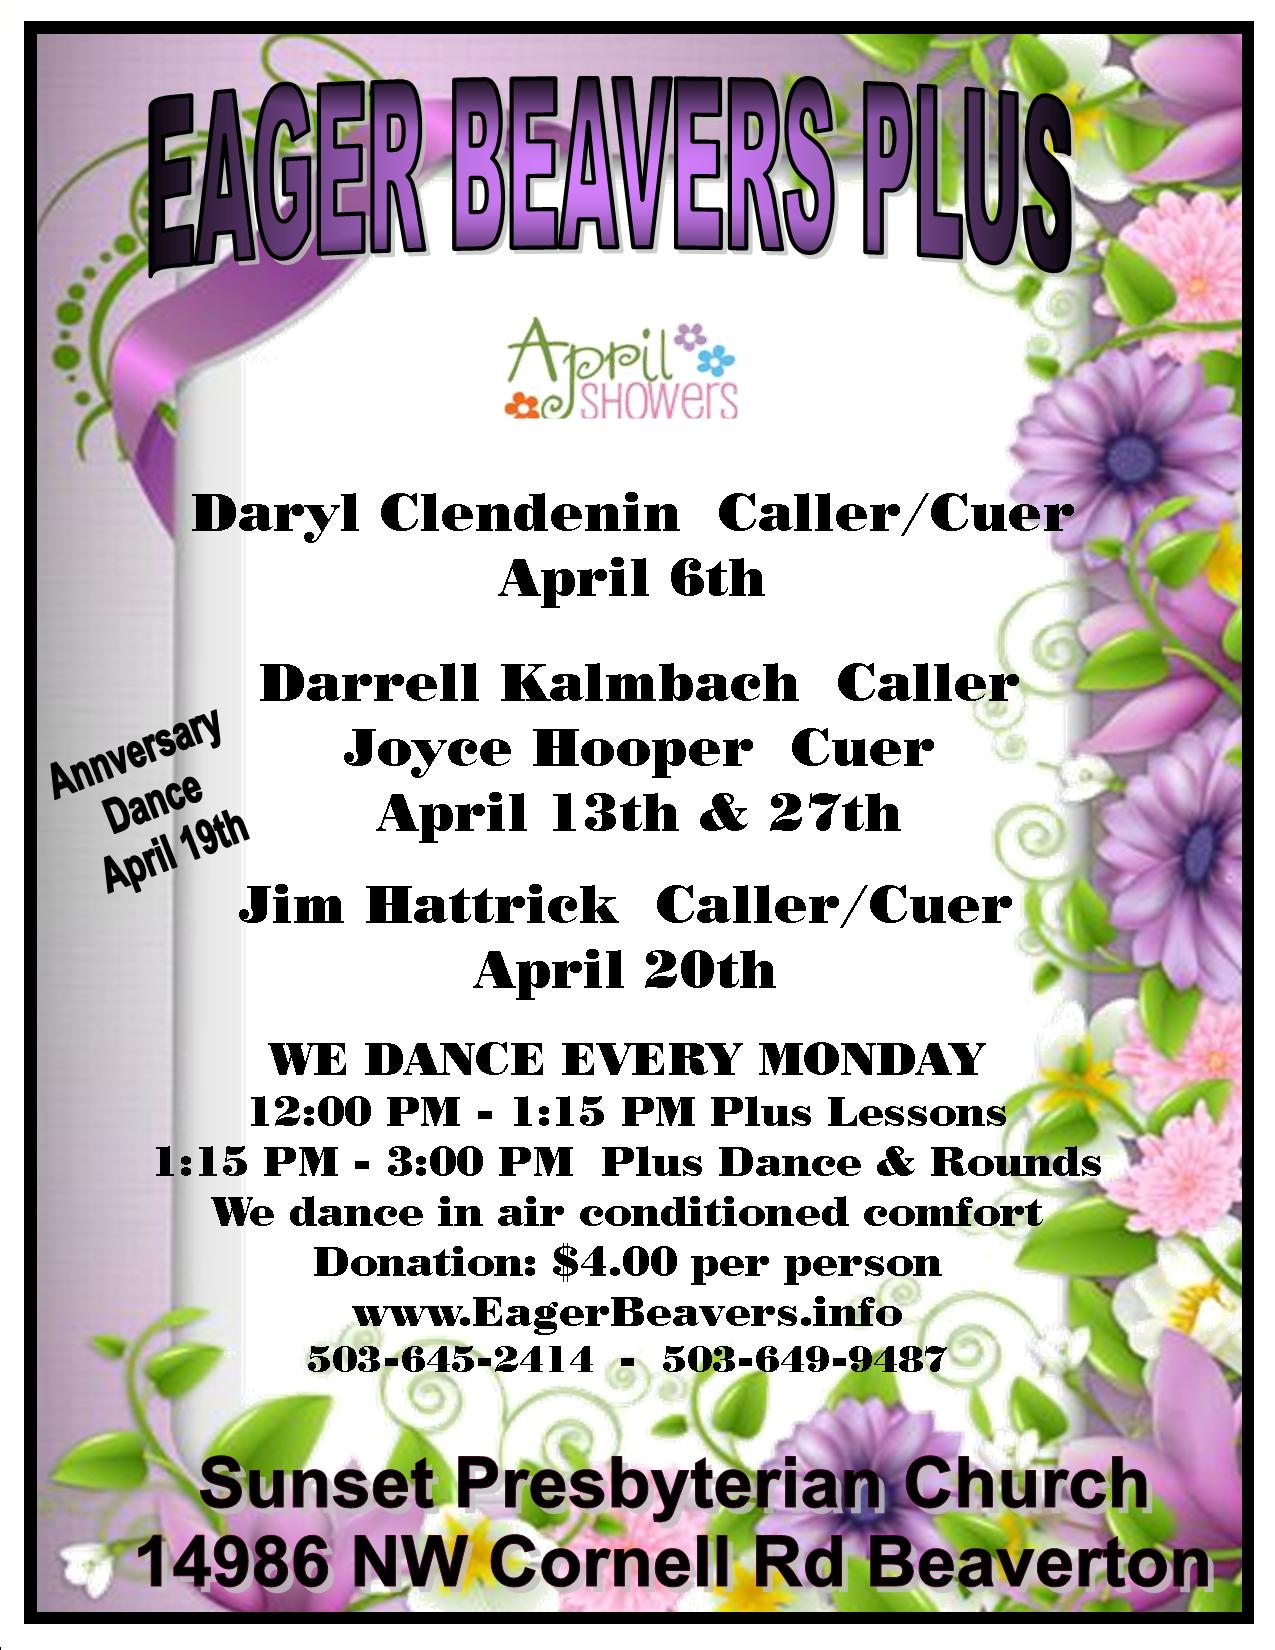 EAGER BEAVERS PLUS
April
SHOWERS
Daryl Clendenin Caller/Cuer
April 6th
Darrell Kalmbach Caller
Joyce Hooper Cuer
April 13th & 27th
Annversary
Dance
April 19th
Jim Hattrick Caller/Cuer
April 20th
WE DANCE EVERY MONDAY
12:00 PM - 1:15 PM Plus Lessons
1:15 PM - 3:00 PM Plus Dance & Rounds
We dance in air conditioned comfort
Donation: $4.00 per person
www.EagerBeavers.info
503-645-2414 - 503-649-9487
Sunset Presbyterian Church
14986 NW Cornell Rd Beaverton